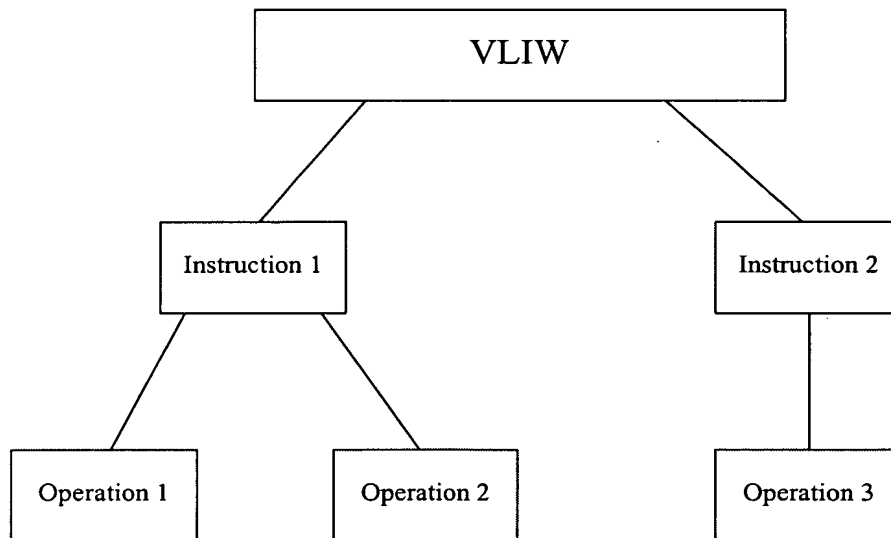 VLIW
Instruction 1
Instruction 2
Operation 1
Operation 2
Operation 3